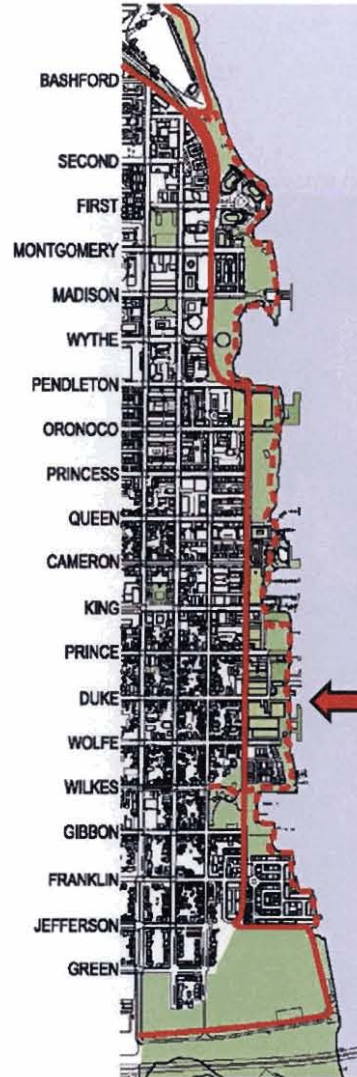 BASHFORD
SECOND
FIRST
MONTGOMERY
MADISON
WYTHE
PENDLETON
ORONOCO
PRINCESS
QUEEN
CAMERON
KING
PRINCE
DUKE
WOLFE
WILKES
GIBBON
FRANKLIN
JEFFERSON
GREEN